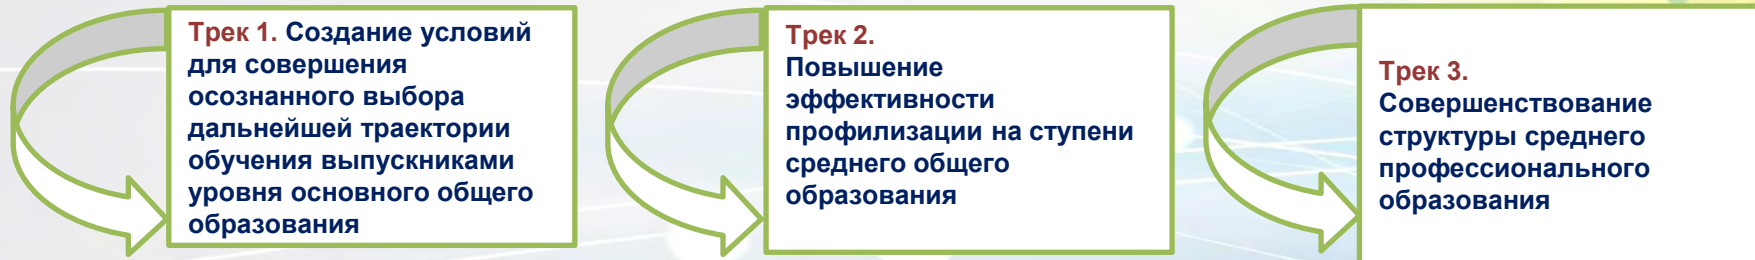 Трек 1. Создание условий
для совершения
осознанного выбора
дальнейшей траектории
обучения выпускниками
уровня основного общего
образования
Трек 2.
Повышение
эффективности
профилизации на ступени
среднего общего
образования
Трек 3.
Совершенствование
структуры среднего
профессионального
образования